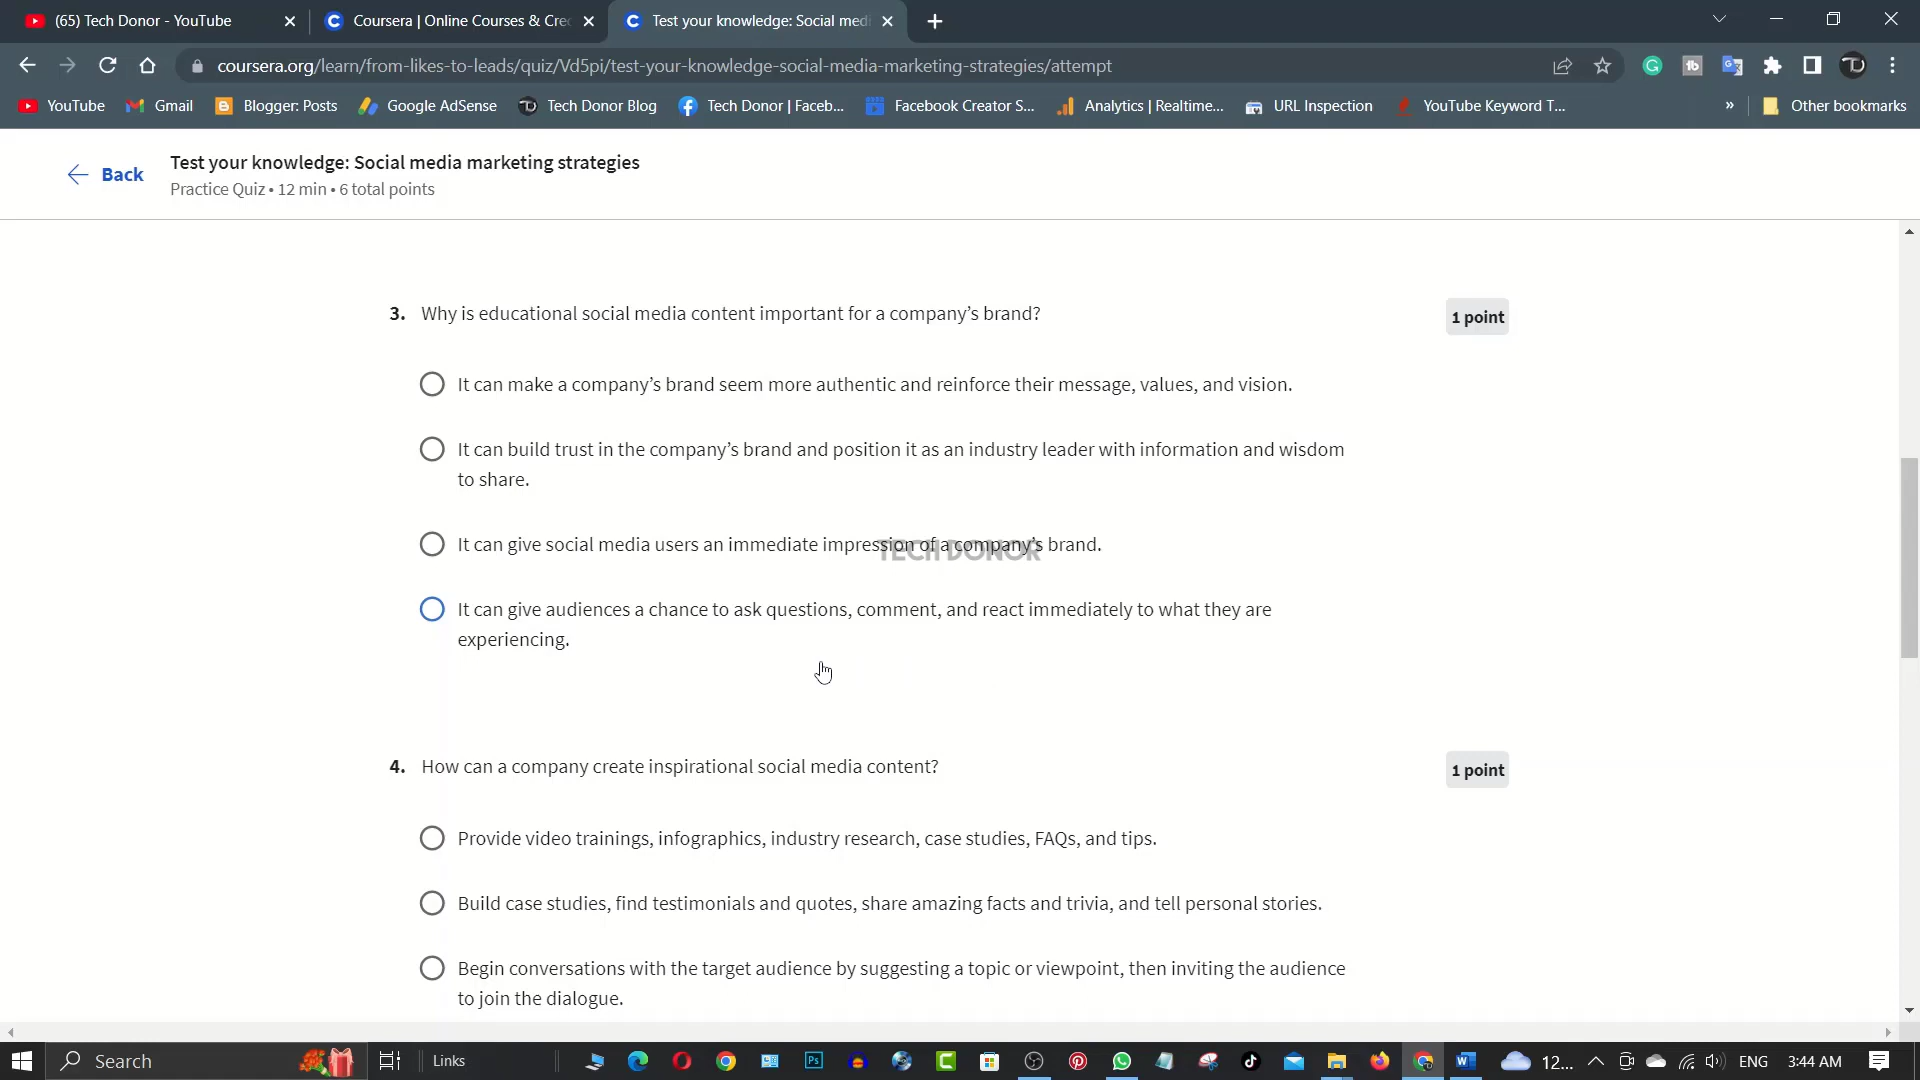 (65) Tech Donor - YouTube
Coursera | Online Courses & Cre
Test your knowledge: Social med
coursera.org/learn/from-likes-to-leads/quiz/Vd5pi/test-your-knowledge-social-media-marketing-strategies/attempt
YouTube
Gmail
Blogger: Posts
Google AdSense
Tech Donor Blog
Tech Donor | Faceb...
Facebook Creator S...
Analytics | Realtime...
URL Inspection
YouTube Keyword T...
»
Other bookmarks
Back
Test your knowledge: Social media marketing strategies
Practice Quiz • 12 min • 6 total points
3. Why is educational social media content important for a company’s brand?
1 point
It can make a company’s brand seem more authentic and reinforce their message, values, and vision.
It can build trust in the company’s brand and position it as an industry leader with information and wisdom
to share.
It can give social media users an immediate impression of a company’s brand.
TECH DONOR
It can give audiences a chance to ask questions, comment, and react immediately to what they are
experiencing.
4. How can a company create inspirational social media content?
1 point
Provide video trainings, infographics, industry research, case studies, FAQs, and tips.
Build case studies, find testimonials and quotes, share amazing facts and trivia, and tell personal stories.
Begin conversations with the target audience by suggesting a topic or viewpoint, then inviting the audience
to join the dialogue.
Search
Links
12...
ENG
3:44 AM